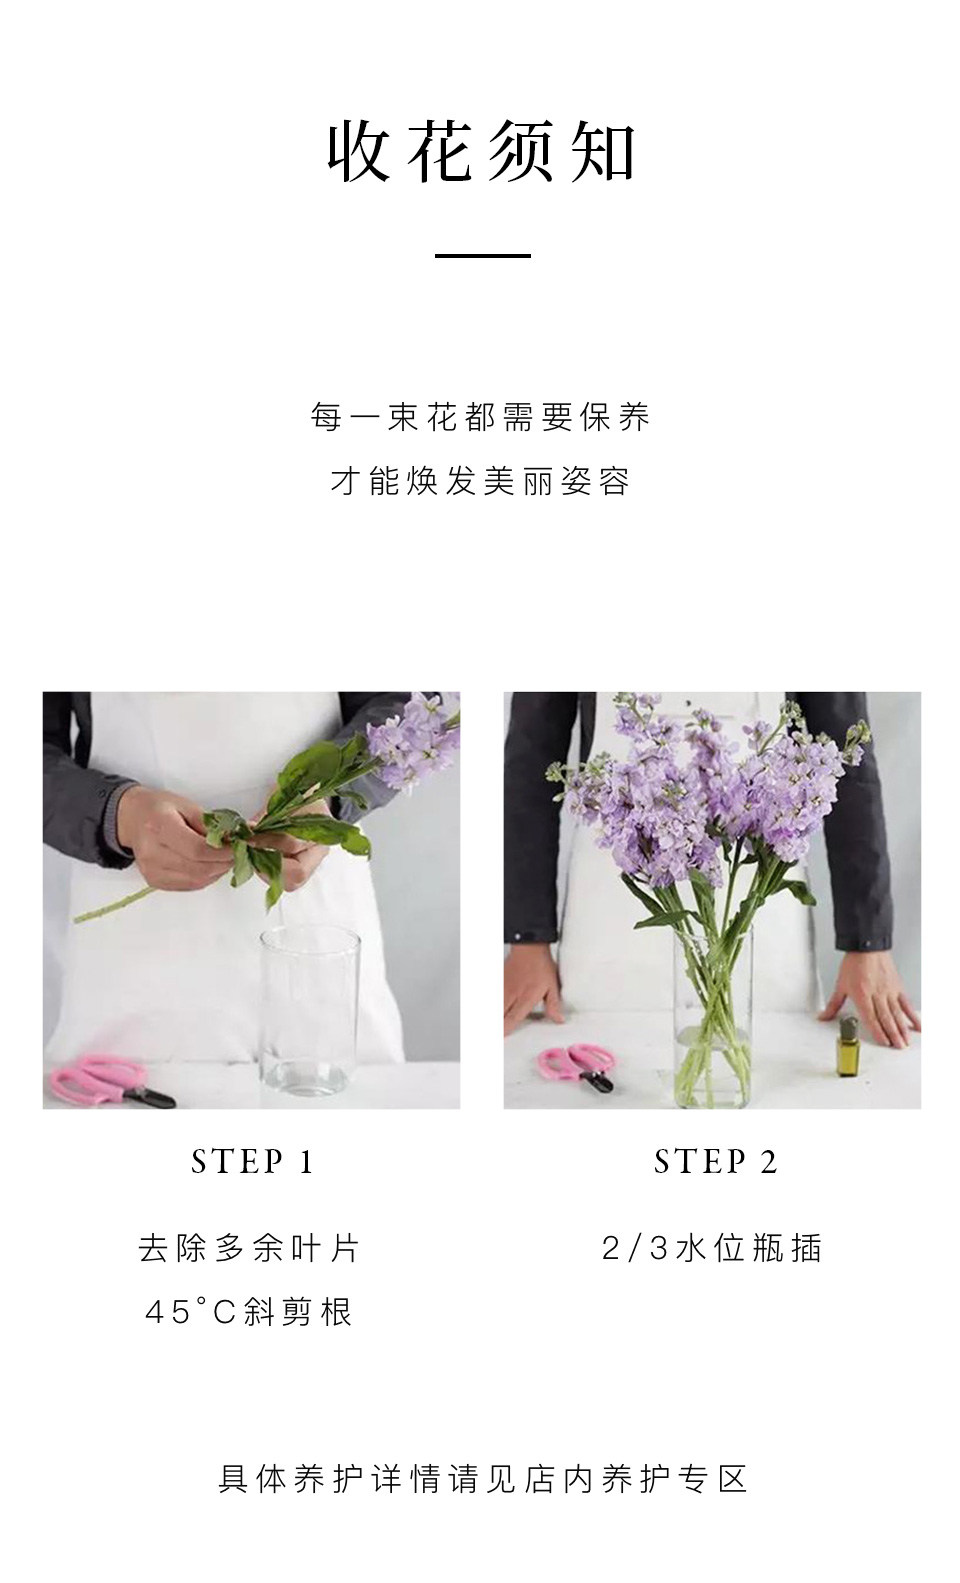 收花须知
每一束花都需要保养
才能焕发美丽姿容
STEP 1
去除多余叶片
45°C斜剪根
STEP 2
2/3水位瓶插
具体养护详情请见店内养护专区